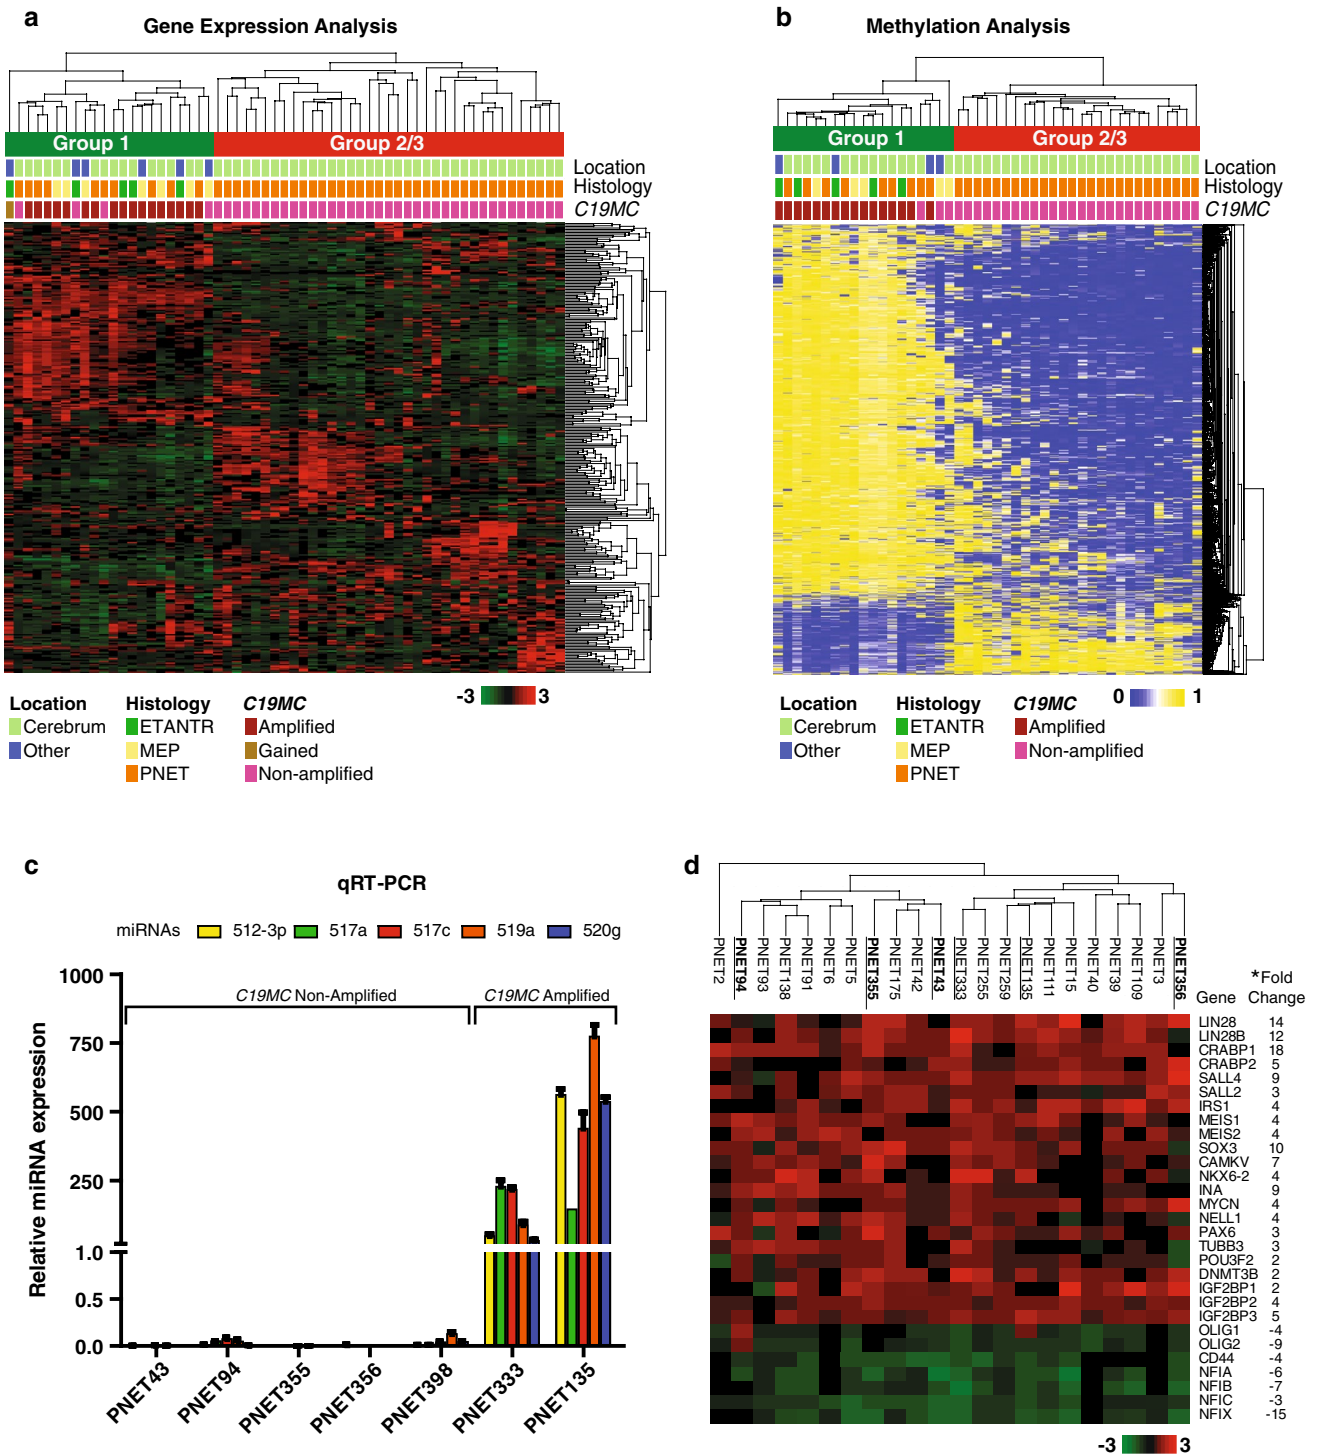 a
Gene Expression Analysis
Group 1
Group 2/3
Location
Histology
C19MC
-3
3
Location
Cerebrum
Other
Histology
ETANTR
MEP
PNET
C19MC
Amplified
Gained
Non-amplified
b
Methylation Analysis
Group 1
Group 2/3
Location
Histology
C19MC
0
1
Location
Cerebrum
Other
Histology
ETANTR
MEP
PNET
C19MC
Amplified
Non-amplified
c
qRT-PCR
miRNAs 512-3p 517a 517c 519a 520g
C19MC Non-Amplified
C19MC Amplified
Relative miRNA expression
1000
750
500
250
1.0
0.5
0.0
PNET43
PNET94
PNET355
PNET356
PNET398
PNET333
PNET135
d
PNET2
PNET94
PNET93
PNET138
PNET91
PNET6
PNET5
PNET355
PNET175
PNET42
PNET43
PNET333
PNET255
PNET299
PNET135
PNET111
PNET15
PNET40
PNET39
PNET109
PNET3
PNET356
*Fold
Gene Change
LIN28 14
LIN28B 12
CRABP1 18
CRABP2 5
SALL4 9
SALL2 3
IRS1 4
MEIS1 4
MEIS2 4
SOX3 10
CAMKV 7
NKX6-2 4
INA 9
MYCN 4
NELL1 4
PAX6 3
TUBB3 3
POU3F2 2
DNMT3B 2
IGF2BP1 2
IGF2BP2 4
IGF2BP3 5
OLIG1 -4
OLIG2 -9
CD44 -4
NFIA -6
NFIB -7
NFIC -3
NFIX -15
-3
3